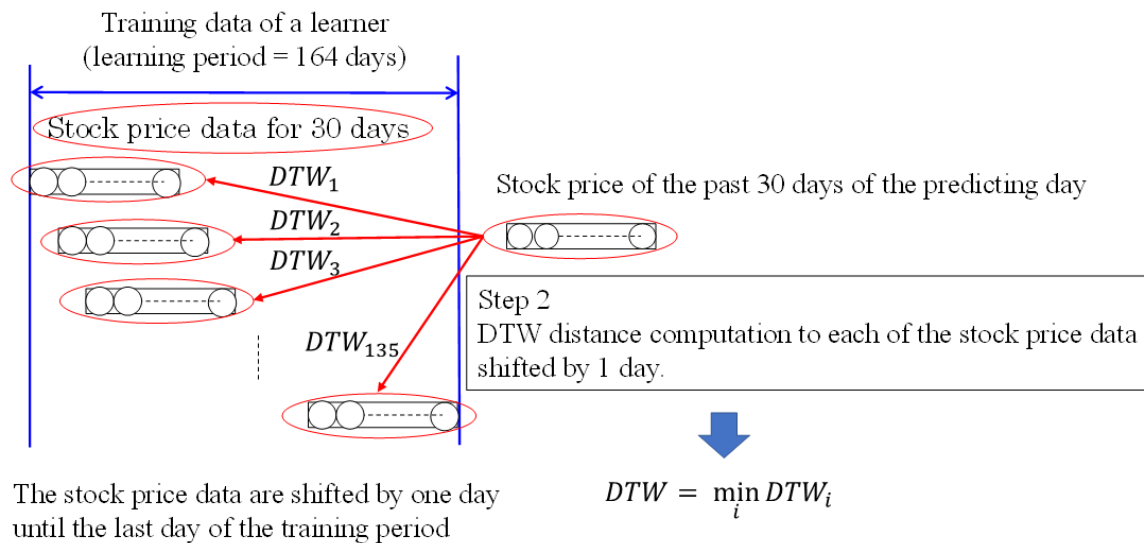 Training data of a learner
(learning period = 164 days)
Stock price data for 30 days
DTW₁
Stock price of the past 30 days of the predicting day
DTW₂
DTW₃
Step 2
DTW distance computation to each of the stock price data
shifted by 1 day.
DTW₁₃₅
The stock price data are shifted by one day
until the last day of the training period
DTW = min DTWᵢ
i